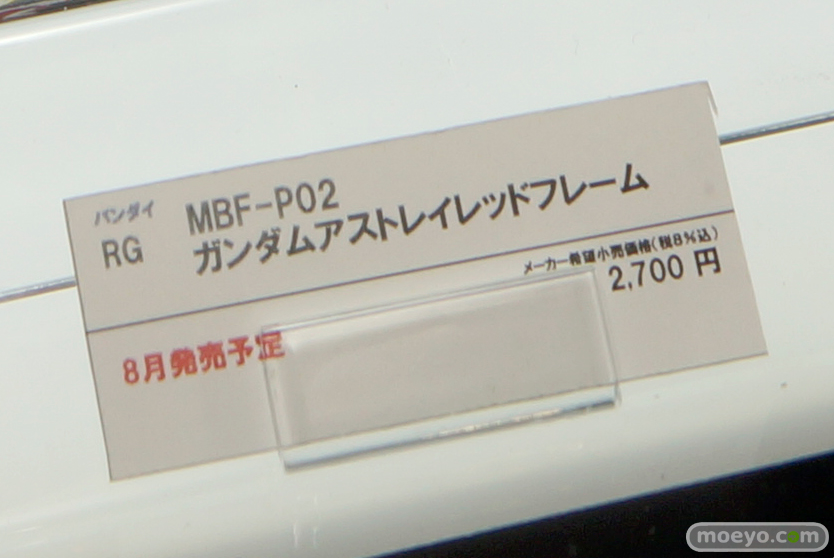 バンダイ
RG
MBF-P02
ガンダムアストレイレッドフレーム
メーカー希望小売価格(税8%込)
2,700 円
8月発売予定
moeyo.com